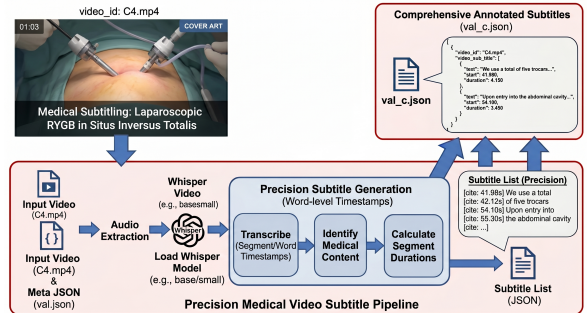 video_id: C4.mp4
01:03
COVER ART
Medical Subtitling: Laparoscopic
RYGB in Situs Inversus Totalis
Comprehensive Annotated Subtitles
(val_c.json)
val_c.json
[
{
"video_id": "C4.mp4",
"video_sub_title": [
{
"text": "We use a total of five trocars...",
"start": 41.980,
"duration": 4.150
},
{
"text": "Upon entry into the abdominal cavity...",
"start": 54.100,
"duration": 3.450
}
]
}
]
Input Video
(C4.mp4)
Input Video
(C4.mp4)
&
Meta JSON
(val.json)
Audio
Extraction
Whisper
Video
(e.g., basesmall)
Whisper
Load Whisper
Model
(e.g., base/small)
Precision Subtitle Generation
(Word-level Timestamps)
Transcribe
(Segment/Word
Timestamps)
Identify
Medical
Content
Calculate
Segment
Durations
Subtitle List (Precision)
[cite: 41.98s] We use a total
[cite: 42.12s] of five trocars
[cite: 54.10s] Upon entry into
[cite: 55.30s] the abdominal cavity
[cite: ...]
Subtitle List
(JSON)
Precision Medical Video Subtitle Pipeline